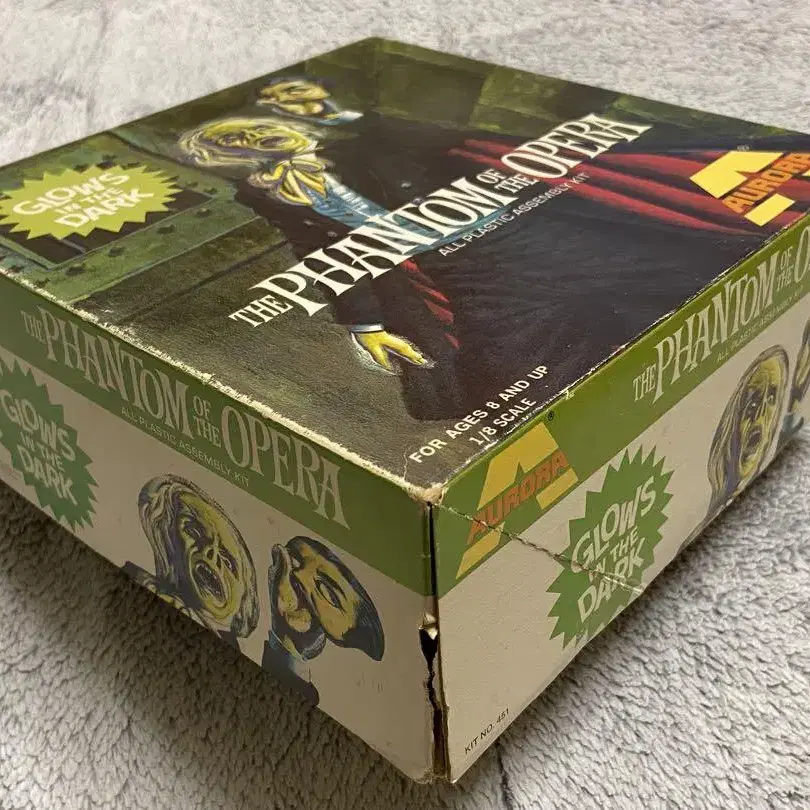 GLOWS
IN THE
DARK
THE PHANTOM OF THE OPERA
ALL PLASTIC ASSEMBLY KIT
AURORA®
FOR AGES 8 AND UP
1/8 SCALE
THE PHANTOM OF THE OPERA
ALL PLASTIC ASSEMBLY KIT
GLOWS
IN THE
DARK
AURORA®
THE PHANTOM OF THE
ALL PLASTIC ASSEMBLY
GLOWS
IN THE
DARK
KIT NO. 451